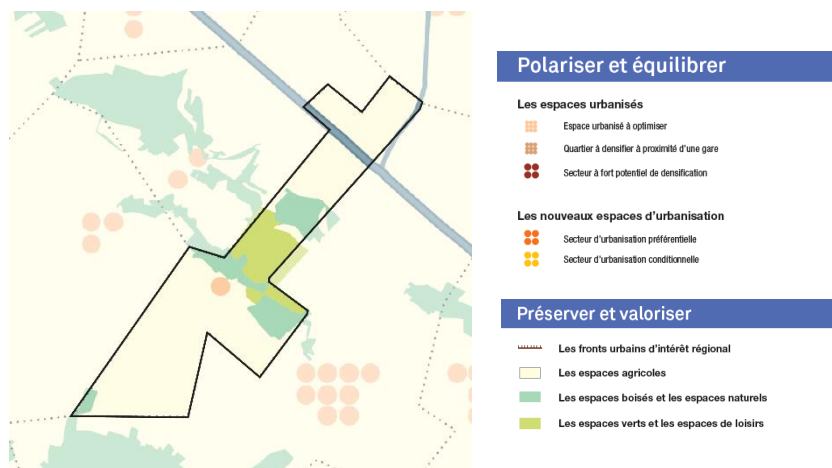 Polariser et équilibrer
Les espaces urbanisés
Espace urbanisé à optimiser
Quartier à densifier à proximité d'une gare
Secteur à fort potentiel de densification
Les nouveaux espaces d'urbanisation
Secteur d'urbanisation préférentielle
Secteur d'urbanisation conditionnelle
Préserver et valoriser
Les fronts urbains d'intérêt régional
Les espaces agricoles
Les espaces boisés et les espaces naturels
Les espaces verts et les espaces de loisirs